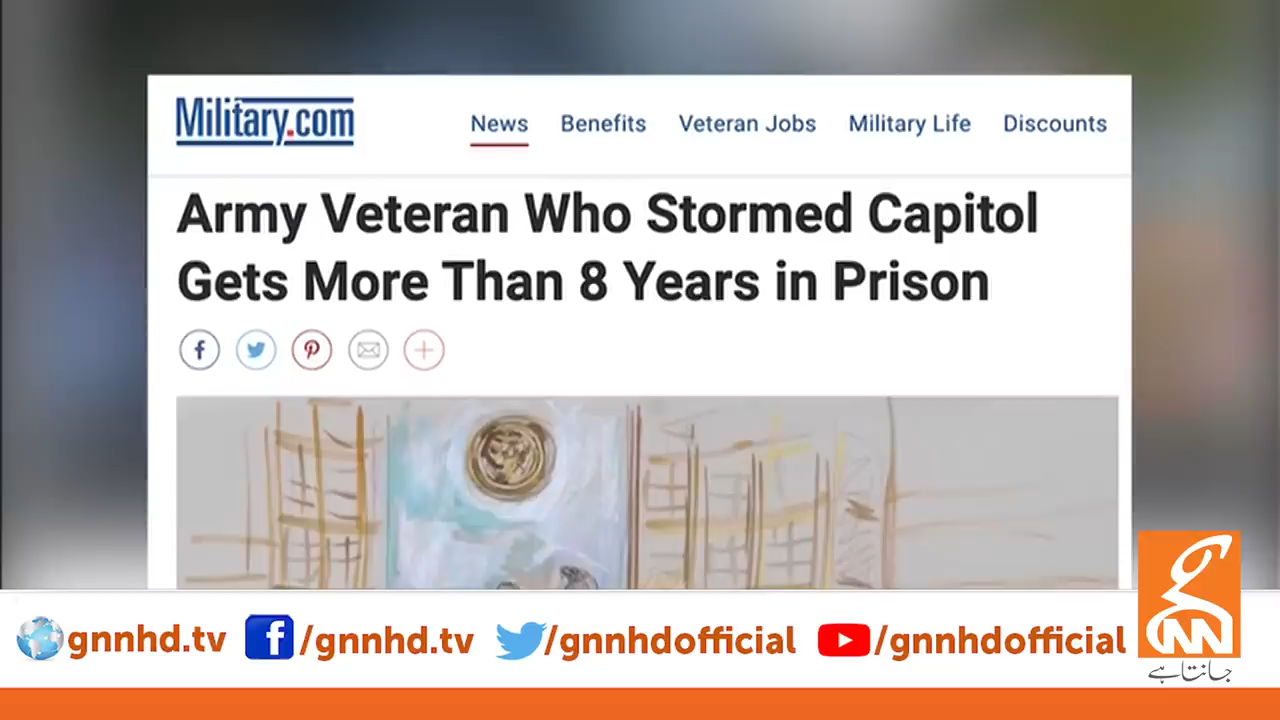 Military.com
News Benefits Veteran Jobs Military Life Discounts
Army Veteran Who Stormed Capitol
Gets More Than 8 Years in Prison
gnnhd.tv /gnnhd.tv /gnnhdofficial /gnnhdofficial
GNN
جانتا ہے